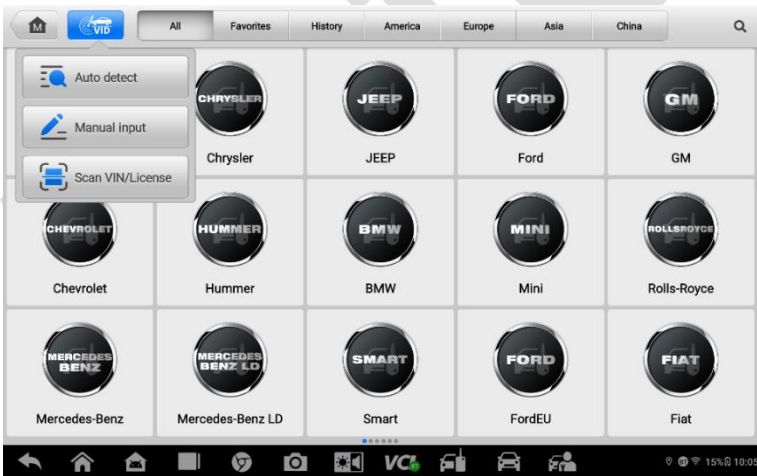 M
VID
All
Favorites
History
America
Europe
Asia
China
Auto detect
Manual input
Scan VIN/License
CHRYSLER
JEEP
FORD
GM
Chrysler
JEEP
Ford
GM
CHEVROLET
HUMMER
BMW
MINI
ROLLSROYCE
Chevrolet
Hummer
BMW
Mini
Rolls-Royce
MERCEDES
BENZ
MERCEDES
BENZ LD
SMART
FORD
FIAT
Mercedes-Benz
Mercedes-Benz LD
Smart
FordEU
Fiat
VCI
15% 10:05